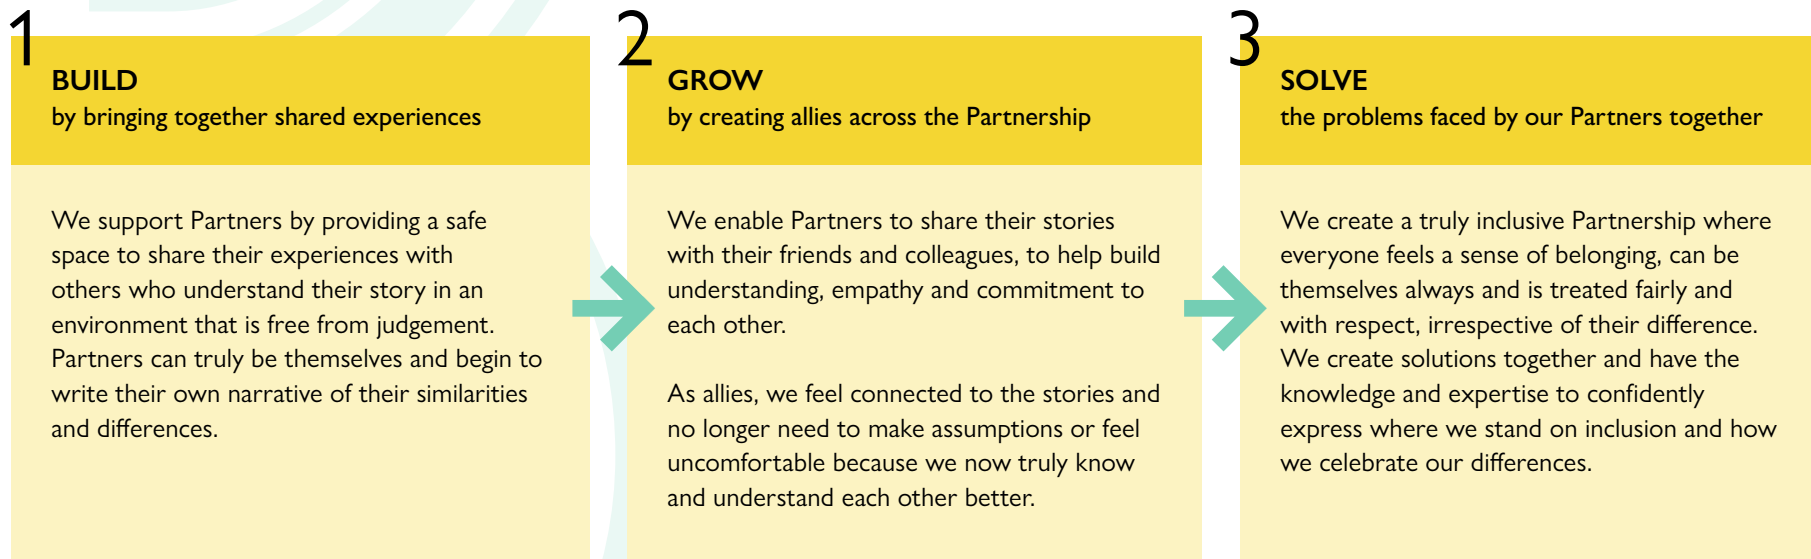 1
BUILD
by bringing together shared experiences
We support Partners by providing a safe
space to share their experiences with
others who understand their story in an
environment that is free from judgement.
Partners can truly be themselves and begin to
write their own narrative of their similarities
and differences.
2
GROW
by creating allies across the Partnership
We enable Partners to share their stories
with their friends and colleagues, to help build
understanding, empathy and commitment to
each other.
As allies, we feel connected to the stories and
no longer need to make assumptions or feel
uncomfortable because we now truly know
and understand each other better.
3
SOLVE
the problems faced by our Partners together
We create a truly inclusive Partnership where
everyone feels a sense of belonging, can be
themselves always and is treated fairly and
with respect, irrespective of their difference.
We create solutions together and have the
knowledge and expertise to confidently
express where we stand on inclusion and how
we celebrate our differences.